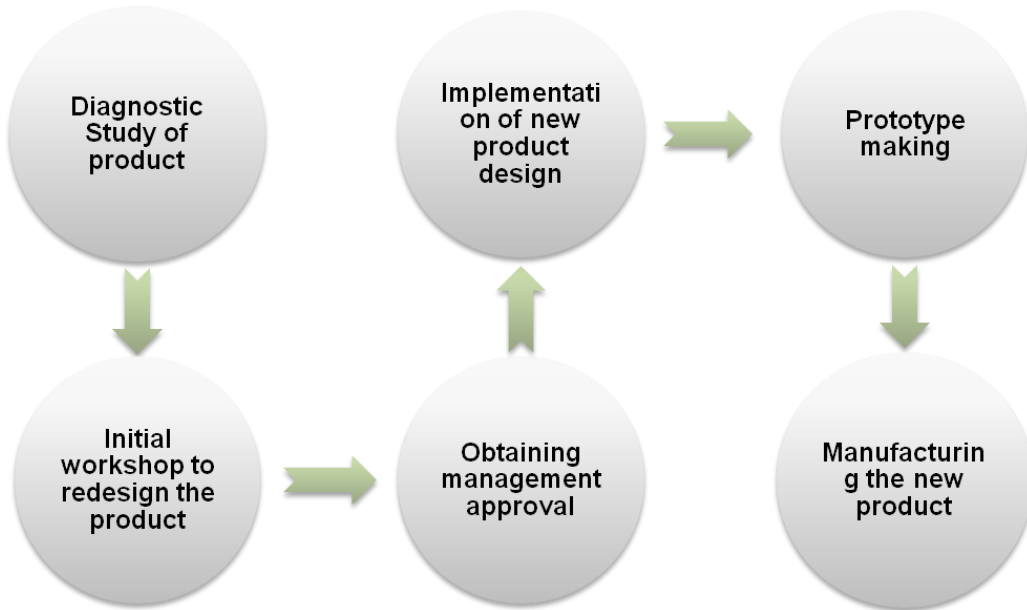 Diagnostic
Study of
product
Initial
workshop to
redesign the
product
Obtaining
management
approval
Implementati
on of new
product
design
Prototype
making
Manufacturin
g the new
product